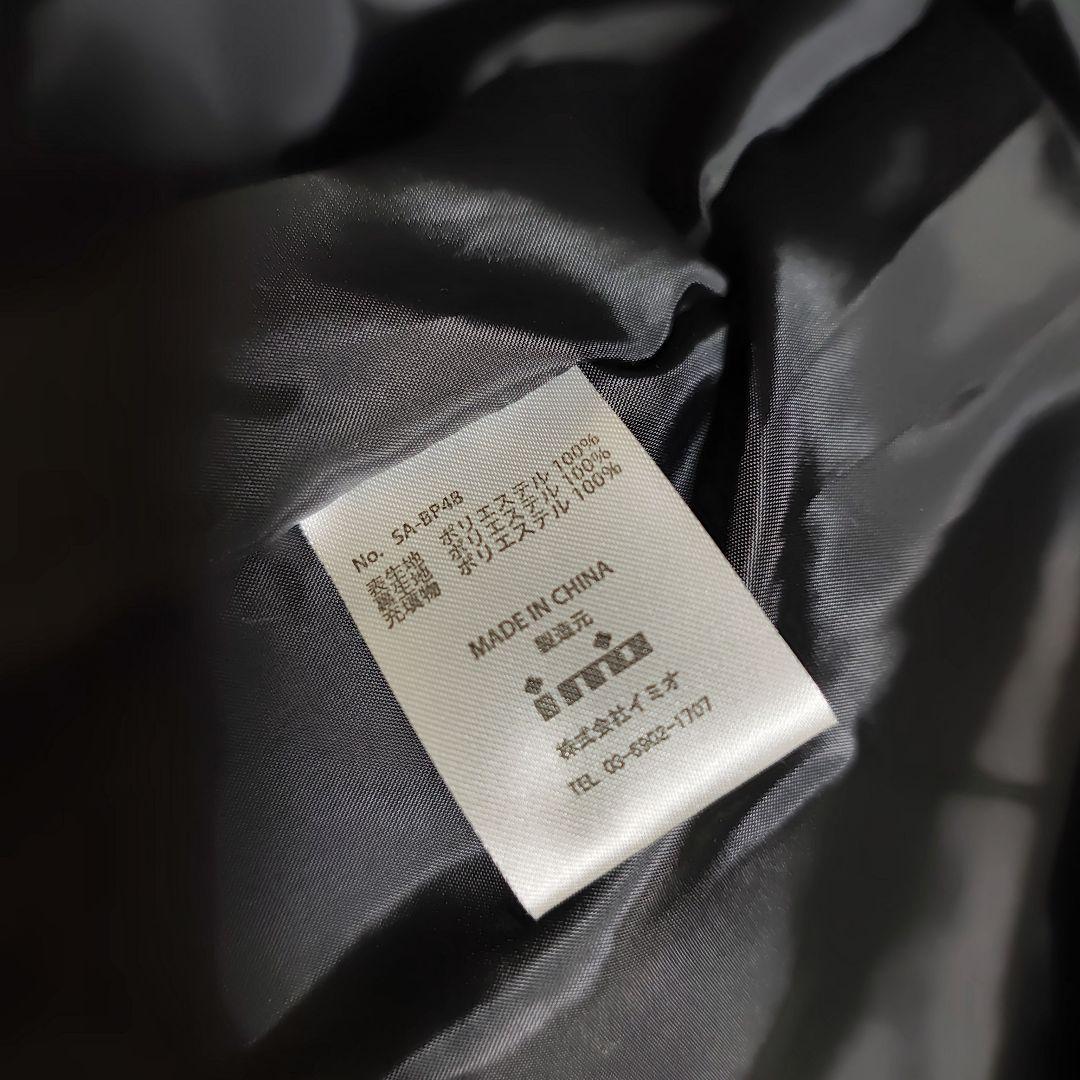 No. SA-BP48
表生地 ポリエステル 100%
裏生地 ポリエステル 100%
充填物 ポリエステル 100%
MADE IN CHINA
製造元
株式会社イミオ
TEL 03-6902-1707